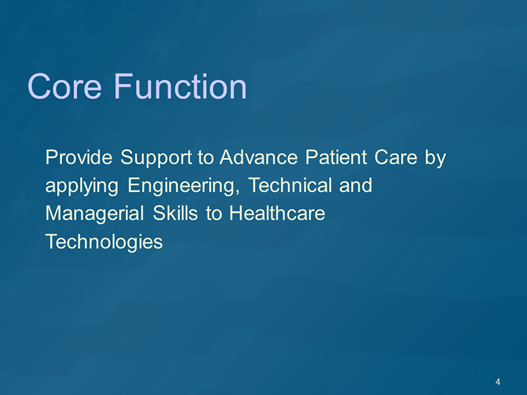 Core Function
Provide Support to Advance Patient Care by
applying Engineering, Technical and
Managerial Skills to Healthcare
Technologies
4